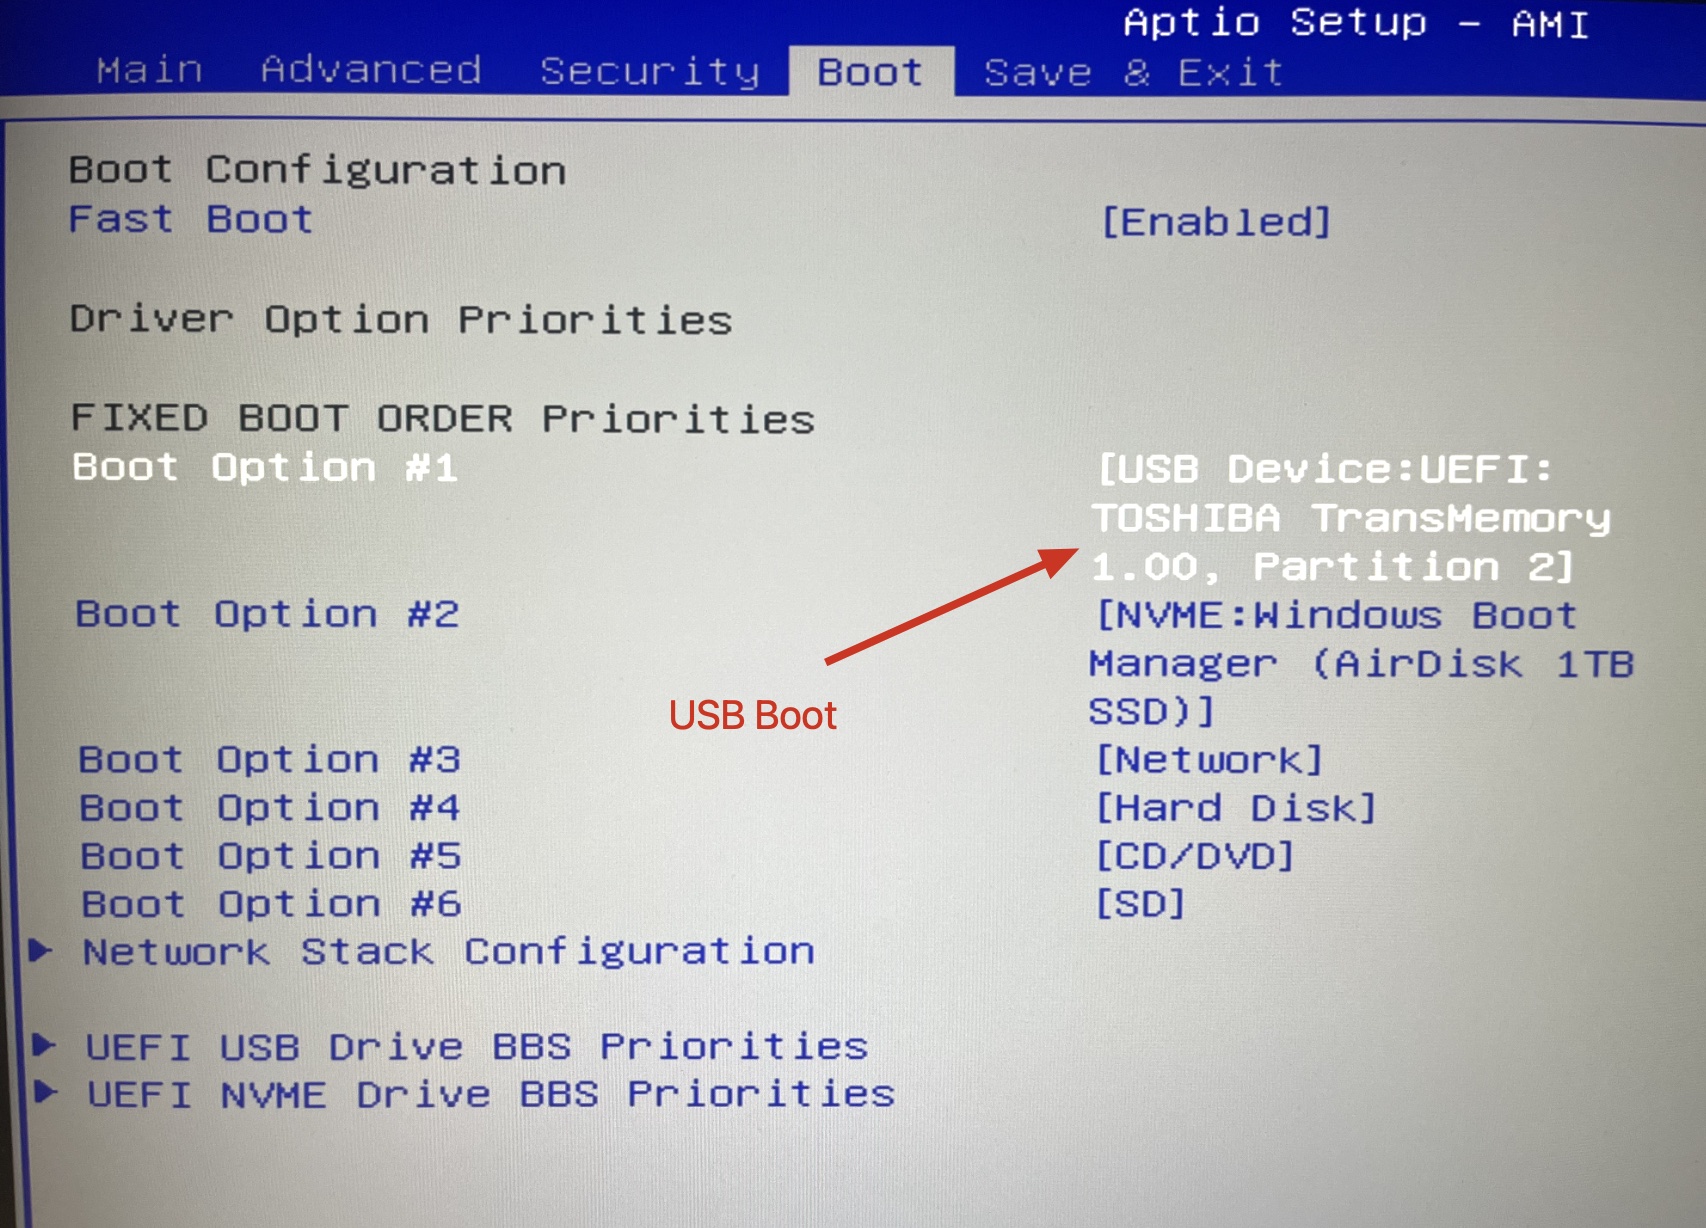 Aptio Setup - AMI
Main Advanced Security Boot Save & Exit
Boot Configuration
Fast Boot [Enabled]
Driver Option Priorities
FIXED BOOT ORDER Priorities
Boot Option #1 [USB Device:UEFI:
TOSHIBA TransMemory
1.00, Partition 2]
Boot Option #2 [NVME:Windows Boot
Manager (AirDisk 1TB
SSD)]
USB Boot
Boot Option #3 [Network]
Boot Option #4 [Hard Disk]
Boot Option #5 [CD/DVD]
Boot Option #6 [SD]
Network Stack Configuration
UEFI USB Drive BBS Priorities
UEFI NVME Drive BBS Priorities